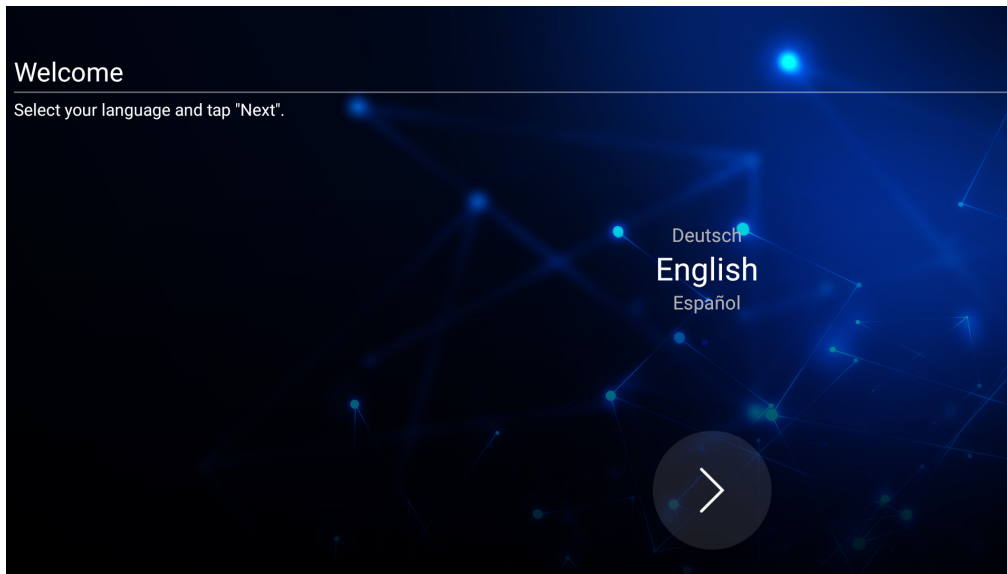 Welcome
Select your language and tap "Next".
Deutsch
English
Español